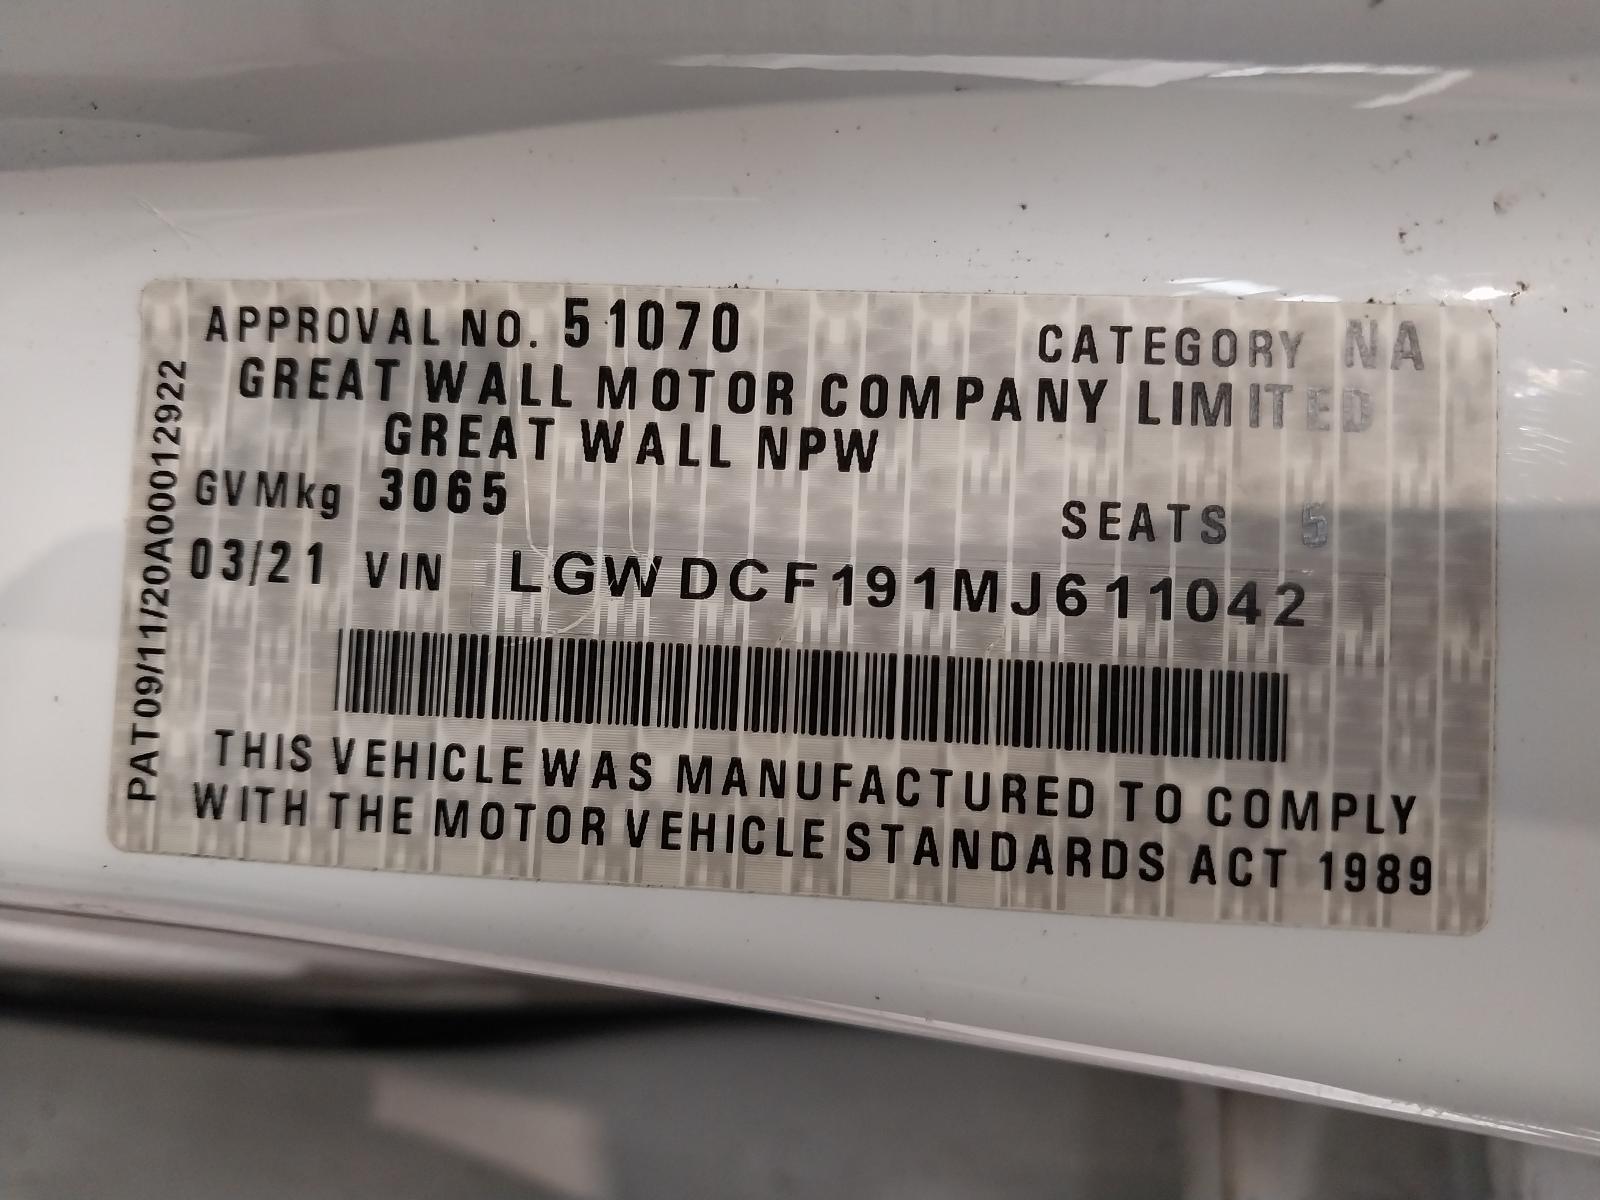 APPROVAL NO. 51070 CATEGORY NA
GREAT WALL MOTOR COMPANY LIMITED
GREAT WALL NPW
GVMkg 3065 SEATS 5
03/21 VIN LGWDCF191MJ611042
THIS VEHICLE WAS MANUFACTURED TO COMPLY
WITH THE MOTOR VEHICLE STANDARDS ACT 1989
PAT09/11/20A00012922